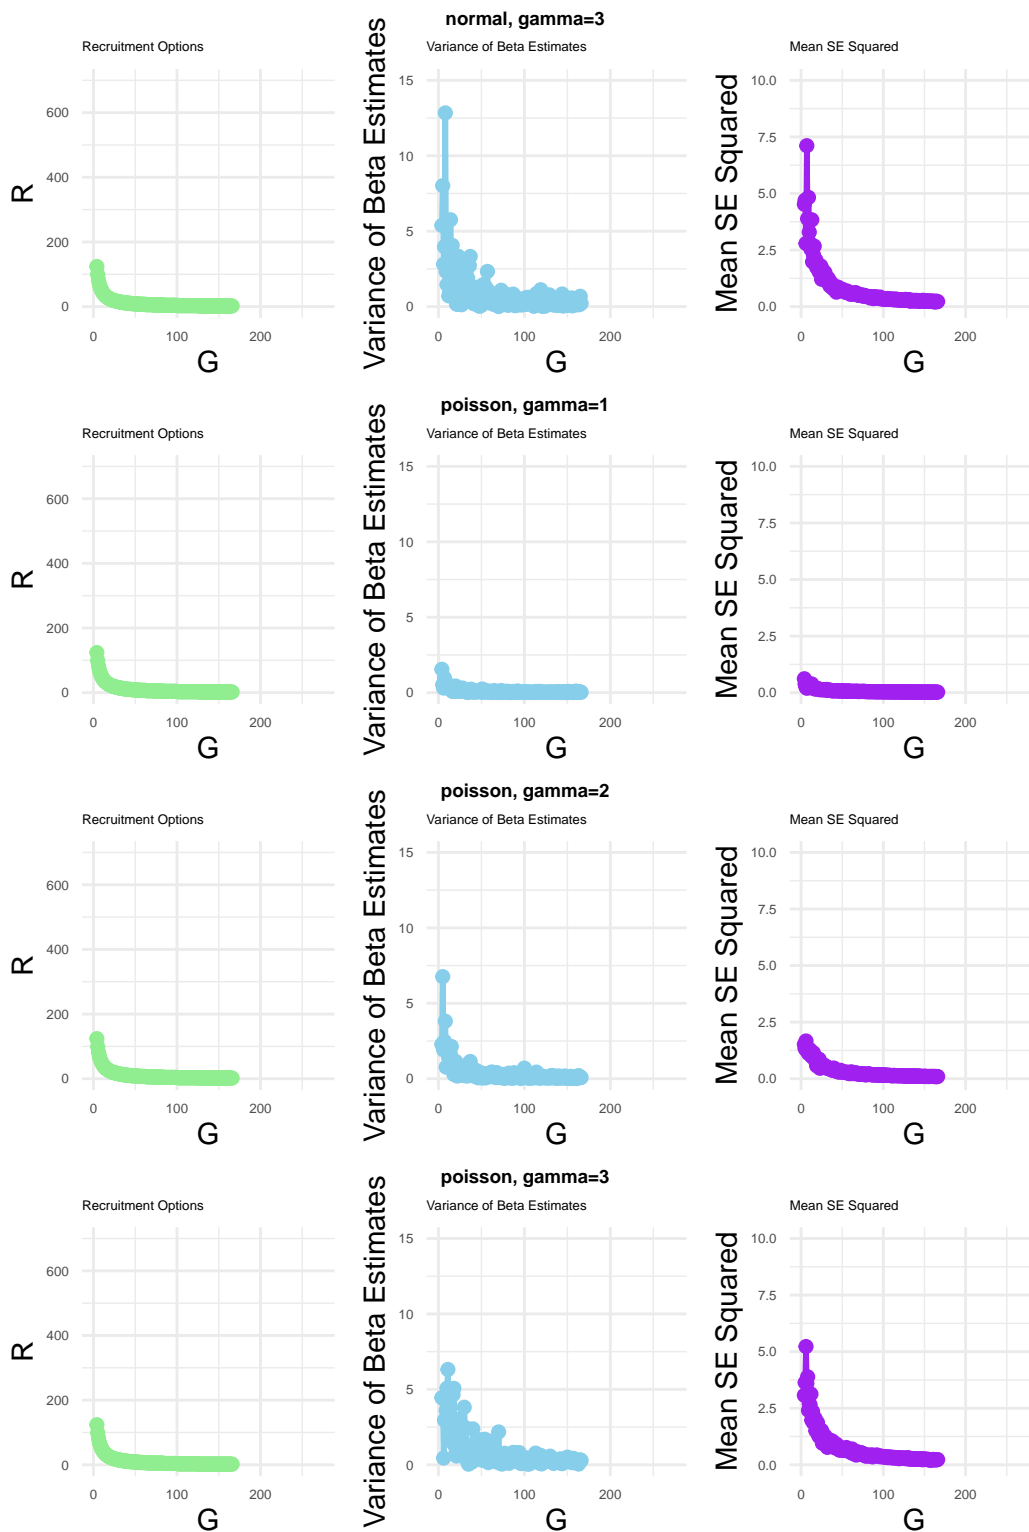 normal, gamma=3
Recruitment Options
R
600
400
200
0
0 100 200
G
Variance of Beta Estimates
Variance of Beta Estimates
15
10
5
0
0 100 200
G
Mean SE Squared
Mean SE Squared
10.0
7.5
5.0
2.5
0.0
0 100 200
G
poisson, gamma=1
Recruitment Options
R
600
400
200
0
0 100 200
G
Variance of Beta Estimates
Variance of Beta Estimates
15
10
5
0
0 100 200
G
Mean SE Squared
Mean SE Squared
10.0
7.5
5.0
2.5
0.0
0 100 200
G
poisson, gamma=2
Recruitment Options
R
600
400
200
0
0 100 200
G
Variance of Beta Estimates
Variance of Beta Estimates
15
10
5
0
0 100 200
G
Mean SE Squared
Mean SE Squared
10.0
7.5
5.0
2.5
0.0
0 100 200
G
poisson, gamma=3
Recruitment Options
R
600
400
200
0
0 100 200
G
Variance of Beta Estimates
Variance of Beta Estimates
15
10
5
0
0 100 200
G
Mean SE Squared
Mean SE Squared
10.0
7.5
5.0
2.5
0.0
0 100 200
G